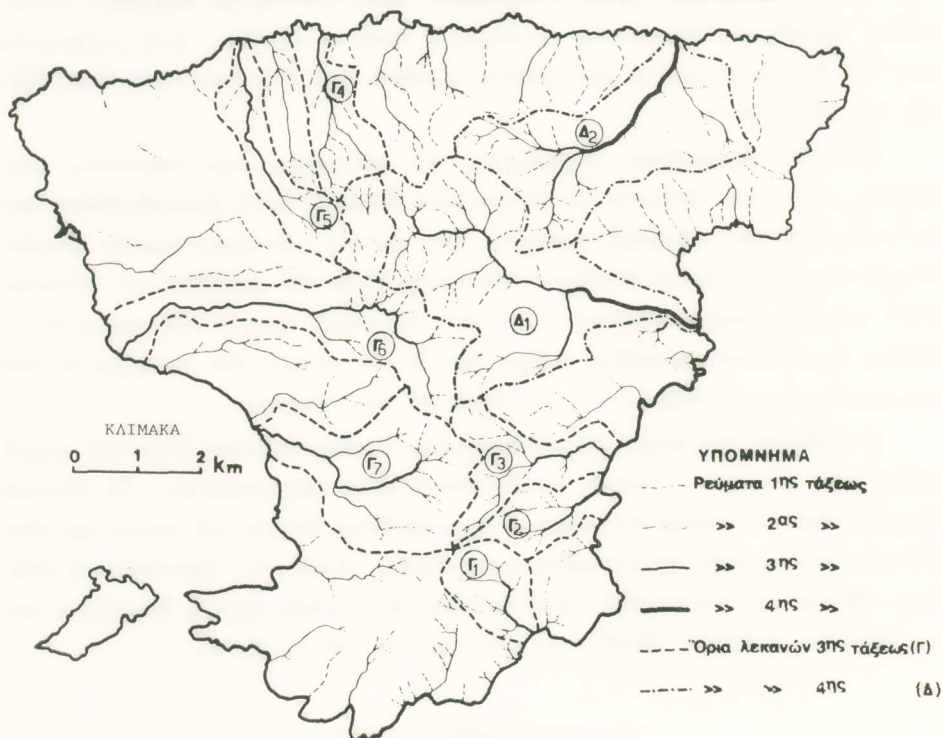 Γ4
Δ2
Γ5
Δ1
Γ6
ΚΛΙΜΑΚΑ
0 1 2 Km
Γ7
Γ3
Γ2
Γ1
ΥΠΟΜΝΗΜΑ
Ρεύματα 1ης τάξεως
» 2ας »
» 3ης »
» 4ης »
Όρια λεκανών 3ης τάξεως (Γ)
» » 4ης (Δ)